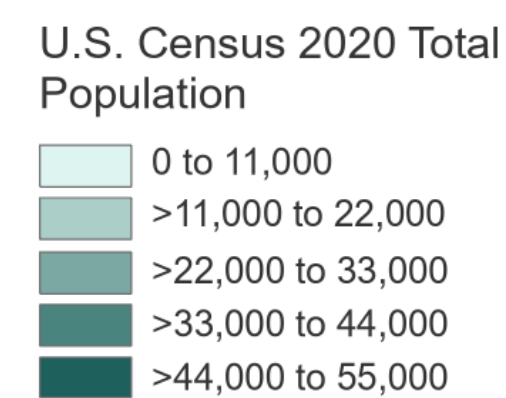 U.S. Census 2020 Total
Population
0 to 11,000
>11,000 to 22,000
>22,000 to 33,000
>33,000 to 44,000
>44,000 to 55,000